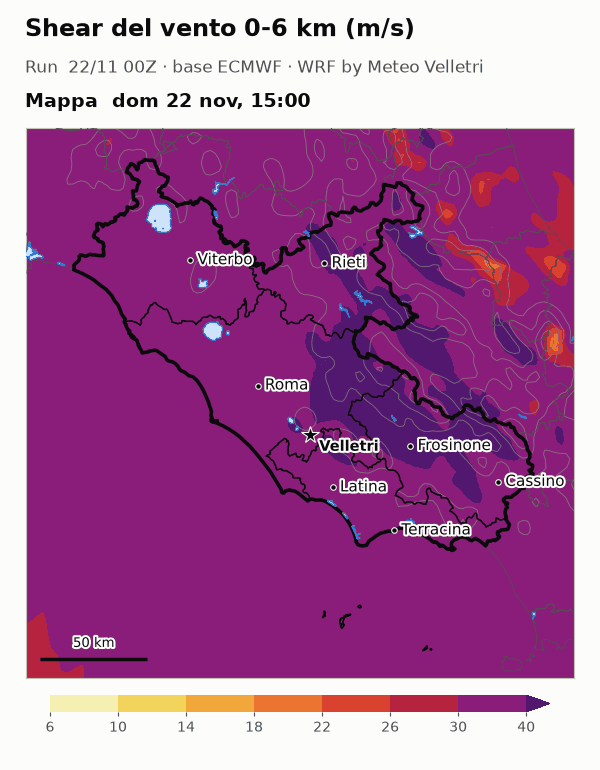 Shear del vento 0-6 km (m/s)
Run  22/11 00Z · base ECMWF · WRF by Meteo Velletri
Mappa  dom 22 nov, 15:00
Viterbo
Rieti
Roma
Velletri
Frosinone
Cassino
Latina
Terracina
50 km
6 10 14 18 22 26 30 40